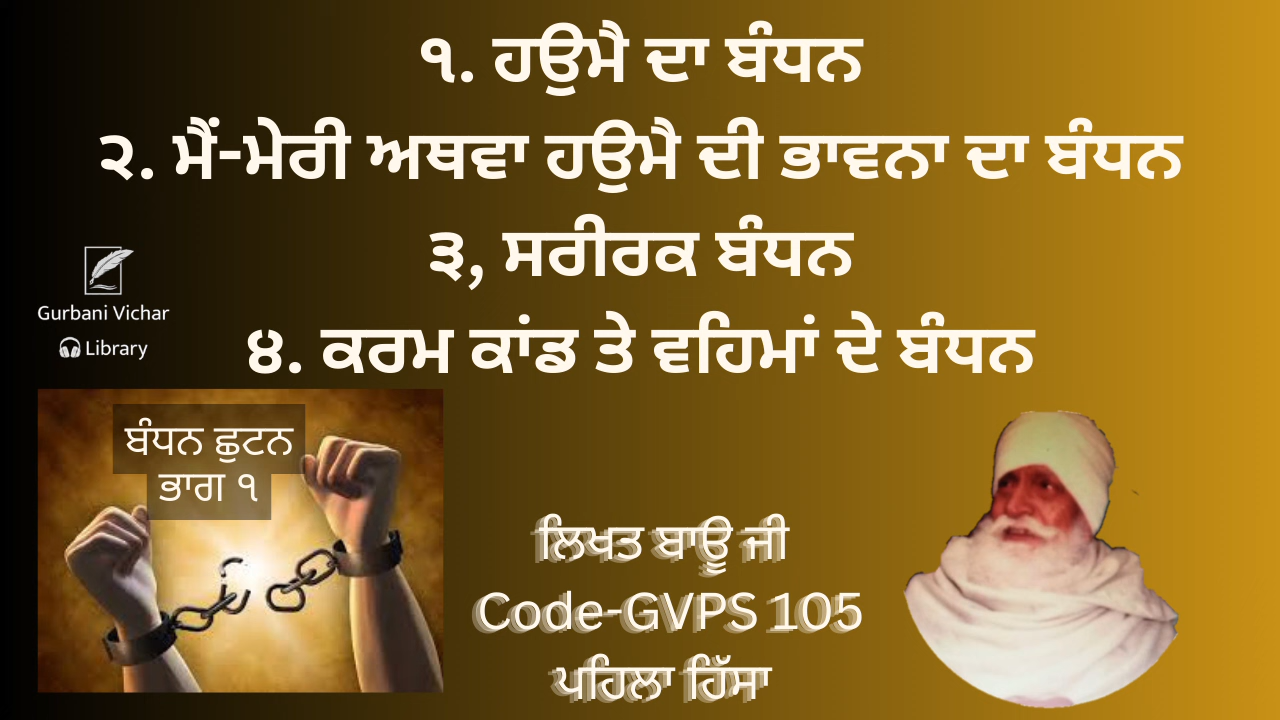 ੧. ਹਉਮੈ ਦਾ ਬੰਧਨ
੨. ਮੈਂ-ਮੇਰੀ ਅਥਵਾ ਹਉਮੈ ਦੀ ਭਾਵਨਾ ਦਾ ਬੰਧਨ
੩, ਸਰੀਰਕ ਬੰਧਨ
੪. ਕਰਮ ਕਾਂਡ ਤੇ ਵਹਿਮਾਂ ਦੇ ਬੰਧਨ
Gurbani Vichar
Library
ਬੰਧਨ ਛੁਟਨ
ਭਾਗ ੧
ਲਿਖਤ ਬਾਊ ਜੀ
Code-GVPS 105
ਪਹਿਲਾ ਹਿੱਸਾ